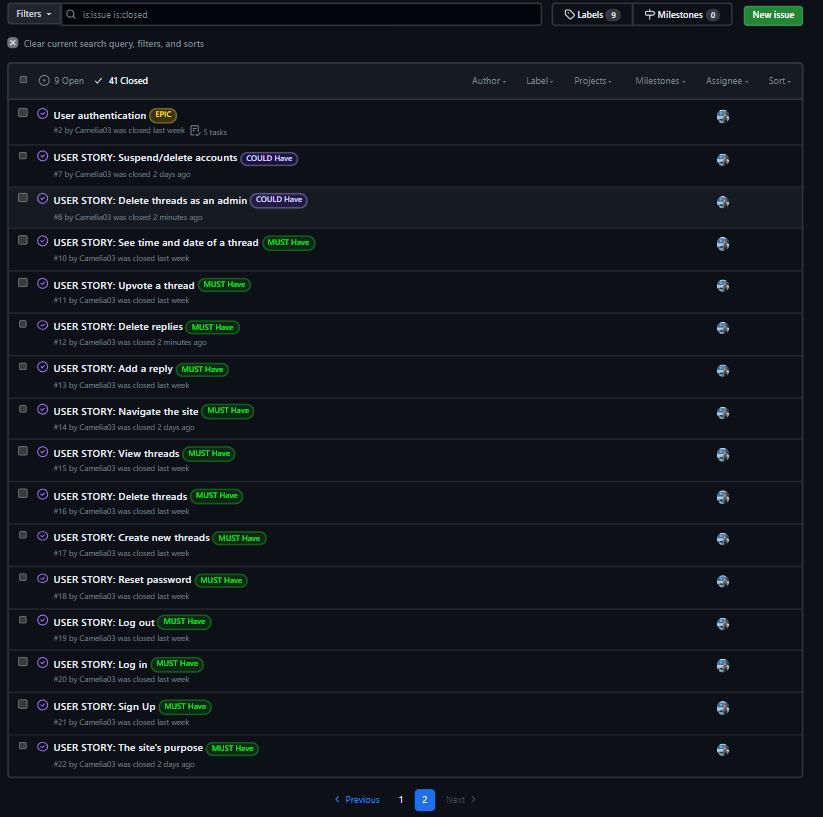 Filters
is:issue is:closed
Labels 9
Milestones 0
New issue
Clear current search query, filters, and sorts
9 Open 41 Closed Author Label Projects Milestones Assignee Sort
User authentication EPIC
#2 by Camelia03 was closed last week 5 tasks
USER STORY: Suspend/delete accounts COULD Have
#7 by Camelia03 was closed 2 days ago
USER STORY: Delete threads as an admin COULD Have
#8 by Camelia03 was closed 2 minutes ago
USER STORY: See time and date of a thread MUST Have
#10 by Camelia03 was closed last week
USER STORY: Upvote a thread MUST Have
#11 by Camelia03 was closed last week
USER STORY: Delete replies MUST Have
#12 by Camelia03 was closed 2 minutes ago
USER STORY: Add a reply MUST Have
#13 by Camelia03 was closed last week
USER STORY: Navigate the site MUST Have
#14 by Camelia03 was closed 2 days ago
USER STORY: View threads MUST Have
#15 by Camelia03 was closed last week
USER STORY: Delete threads MUST Have
#16 by Camelia03 was closed last week
USER STORY: Create new threads MUST Have
#17 by Camelia03 was closed last week
USER STORY: Reset password MUST Have
#18 by Camelia03 was closed last week
USER STORY: Log out MUST Have
#19 by Camelia03 was closed last week
USER STORY: Log in MUST Have
#20 by Camelia03 was closed last week
USER STORY: Sign Up MUST Have
#21 by Camelia03 was closed last week
USER STORY: The site's purpose MUST Have
#22 by Camelia03 was closed 2 days ago
Previous 1 2 Next